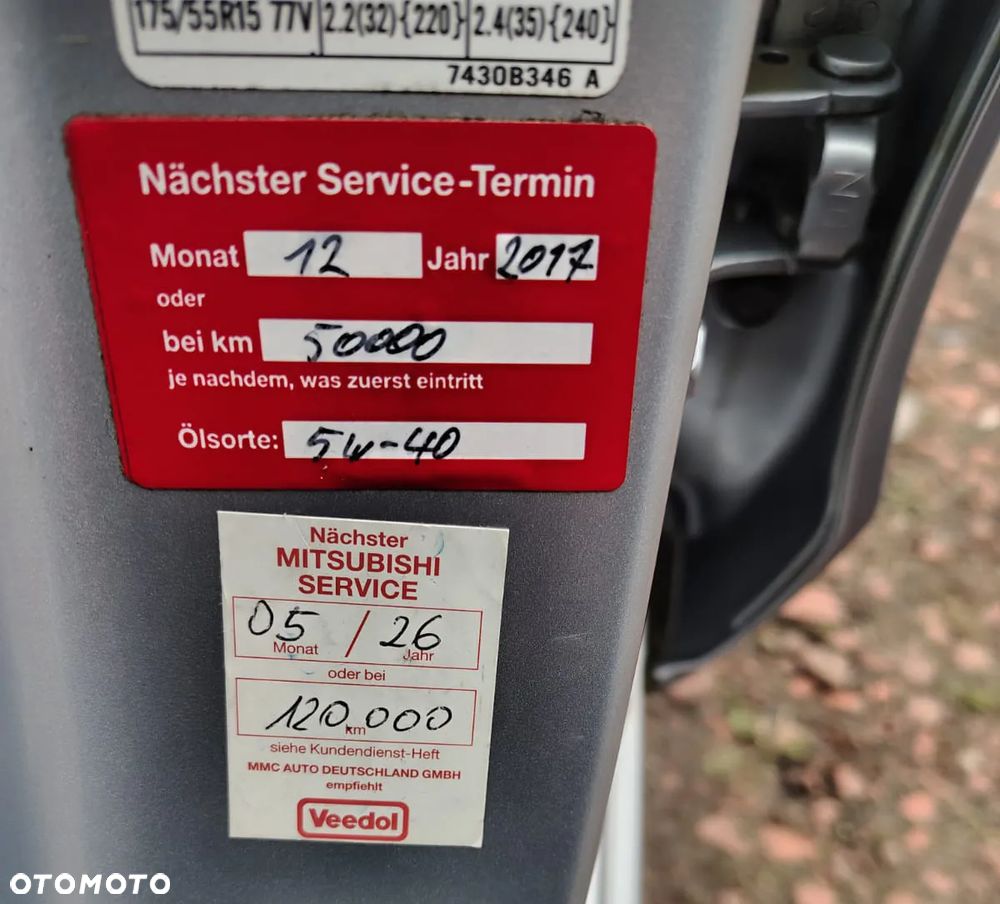 175/55R15 77V 2.2(32){220} 2.4(35){240}
7430B346 A
Nächster Service-Termin
Monat 12 Jahr 2017
oder
bei km 50000
je nachdem, was zuerst eintritt
Ölsorte: 5w-40
Nächster
MITSUBISHI
SERVICE
05 / 26
Monat Jahr
oder bei
120.000
km
siehe Kundendienst-Heft
MMC AUTO DEUTSCHLAND GMBH
empfiehlt
Veedol
OTOMOTO